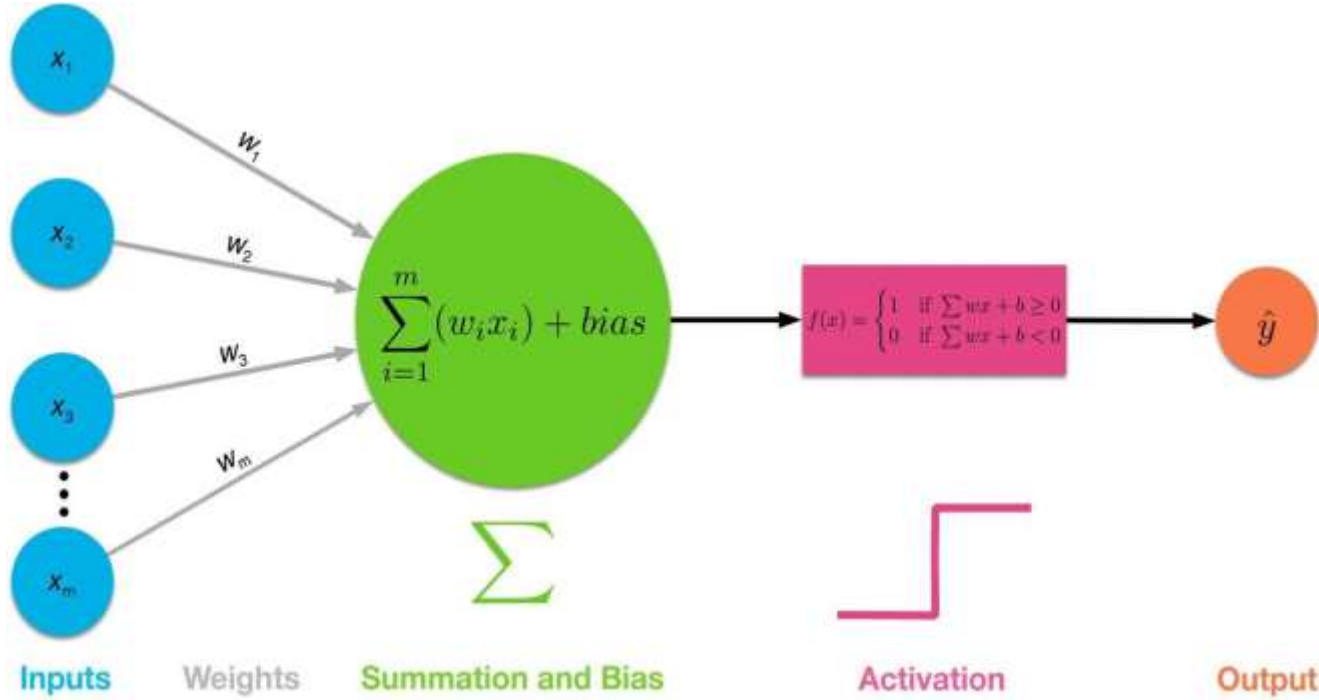 x₁
w₁
x₂
w₂
x₃
w₃
xₘ
wₘ
m
∑(wᵢxᵢ) + bias
i=1
f(x) = { 1 if ∑ wx + b ≥ 0
0 if ∑ wx + b < 0
ŷ
∑
Inputs
Weights
Summation and Bias
Activation
Output